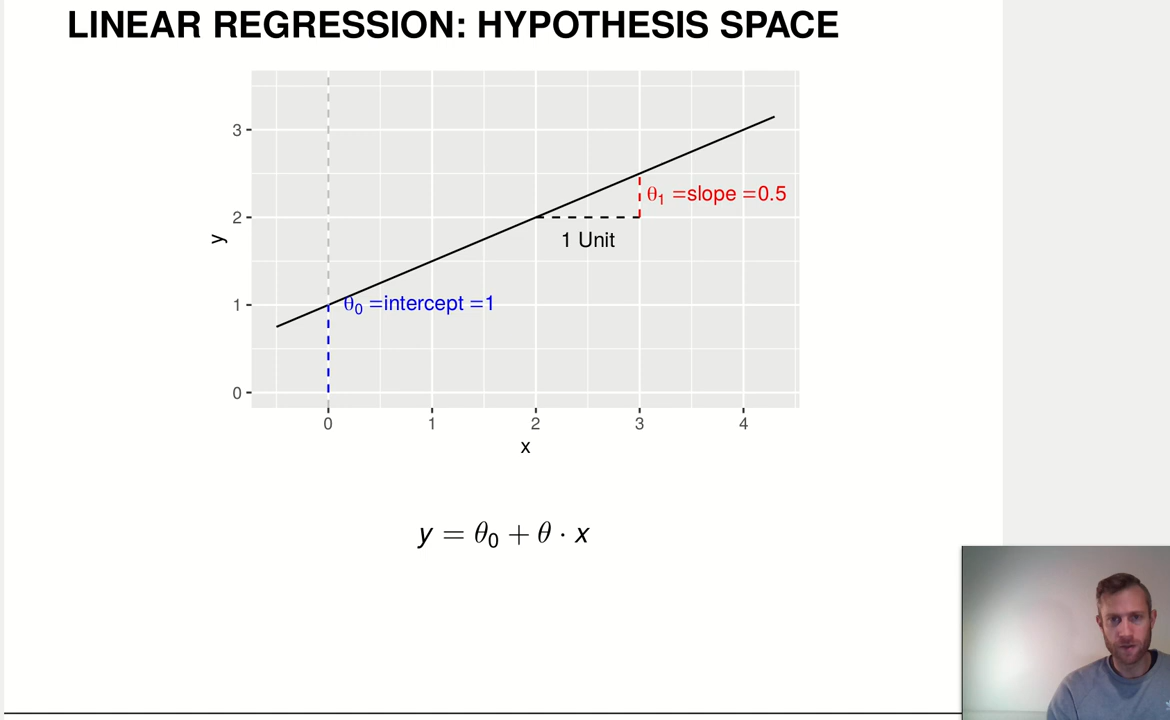 LINEAR REGRESSION: HYPOTHESIS SPACE
3
2
1
0
y
θ₁ =slope =0.5
1 Unit
θ₀ =intercept =1
0 1 2 3 4
x
y = θ₀ + θ · x